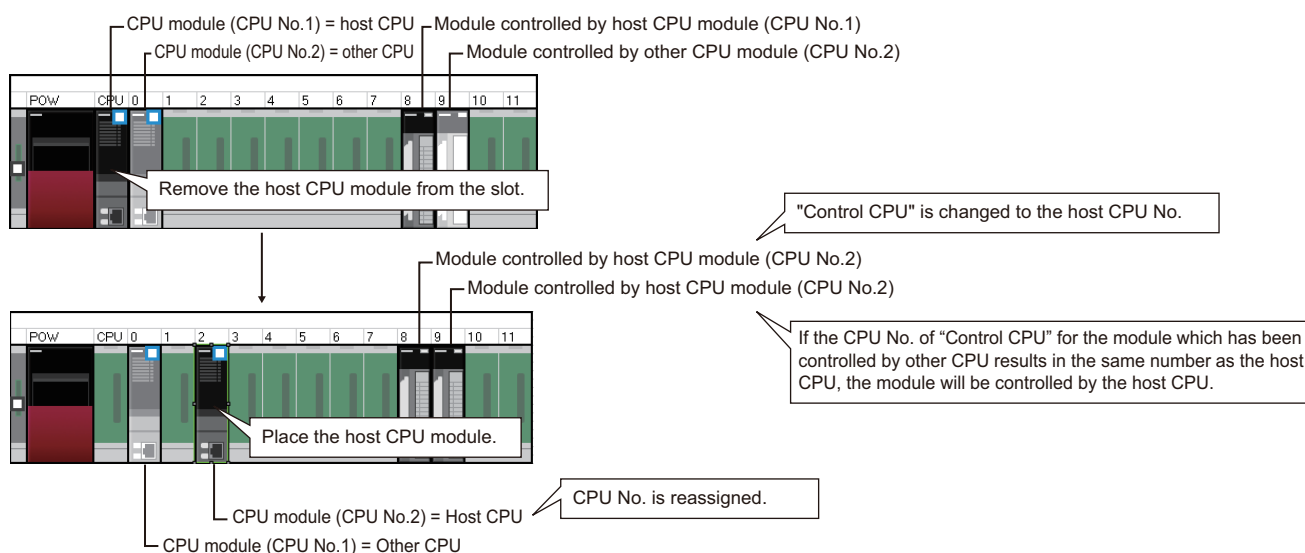 CPU module (CPU No.1) = host CPU
Module controlled by host CPU module (CPU No.1)
CPU module (CPU No.2) = other CPU
Module controlled by other CPU module (CPU No.2)
POW CPU 0 1 2 3 4 5 6 7 8 9 10 11
Remove the host CPU module from the slot.
"Control CPU" is changed to the host CPU No.
Module controlled by host CPU module (CPU No.2)
Module controlled by host CPU module (CPU No.2)
If the CPU No. of “Control CPU” for the module which has been
controlled by other CPU results in the same number as the host
CPU, the module will be controlled by the host CPU.
POW CPU 0 1 2 3 4 5 6 7 8 9 10 11
Place the host CPU module.
CPU No. is reassigned.
CPU module (CPU No.2) = Host CPU
CPU module (CPU No.1) = Other CPU